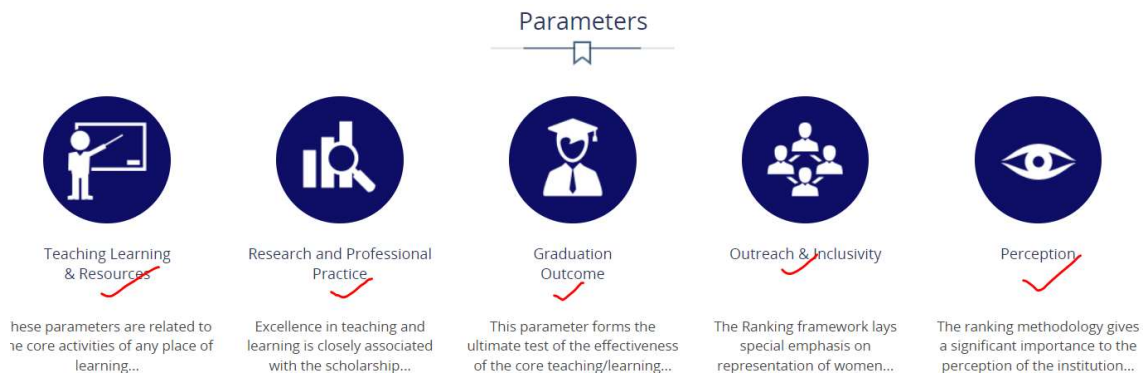 Parameters
Teaching Learning
& Resources
hese parameters are related to
he core activities of any place of
learning...
Research and Professional
Practice
Excellence in teaching and
learning is closely associated
with the scholarship...
Graduation
Outcome
This parameter forms the
ultimate test of the effectiveness
of the core teaching/learning...
Outreach & Inclusivity
The Ranking framework lays
special emphasis on
representation of women...
Perception
The ranking methodology gives
a significant importance to the
perception of the institution...